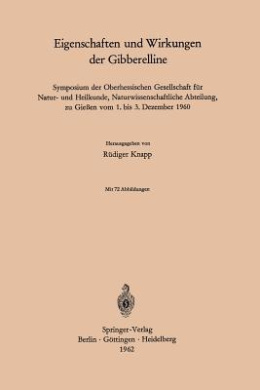 Eigenschaften und Wirkungen
der Gibberelline
Symposium der Oberhessischen Gesellschaft für
Natur- und Heilkunde, Naturwissenschaftliche Abteilung,
zu Gießen vom 1. bis 3. Dezember 1960
Herausgegeben von
Rüdiger Knapp
Mit 72 Abbildungen
Springer-Verlag
Berlin · Göttingen · Heidelberg
1962